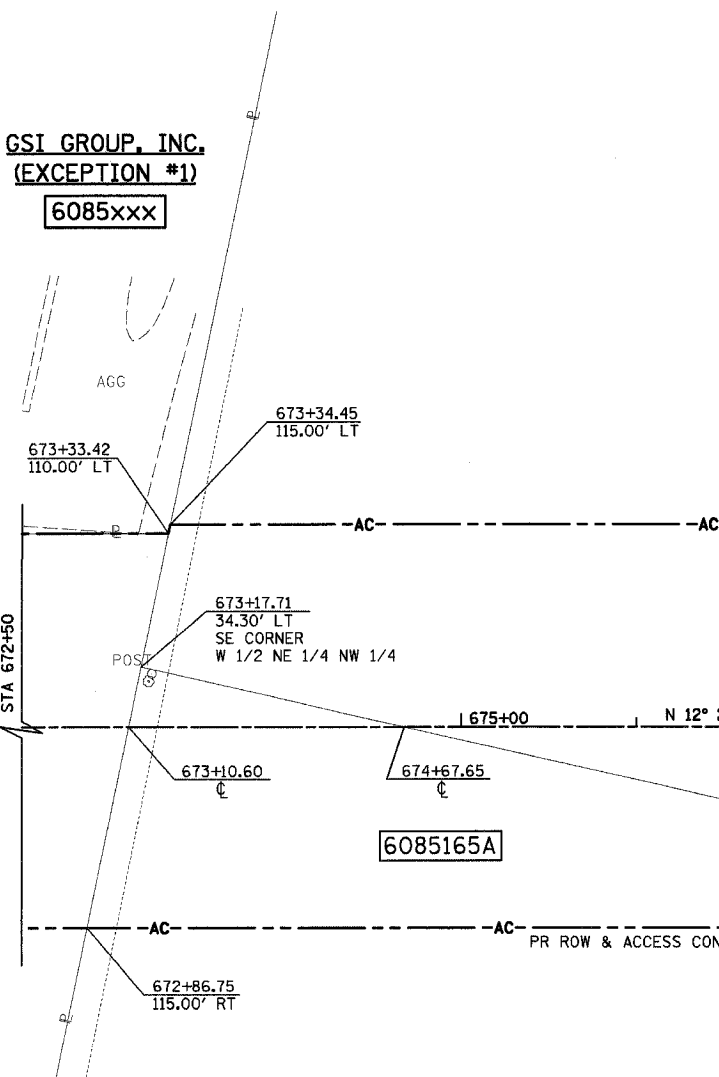 GSI GROUP, INC.
(EXCEPTION #1)
6085xxx
AGG
673+34.45
115.00' LT
673+33.42
110.00' LT
AC
AC
STA 672+50
673+17.71
34.30' LT
SE CORNER
W 1/2 NE 1/4 NW 1/4
POST
675+00
N 12°
673+10.60
℄
674+67.65
℄
6085165A
AC
AC
PR ROW & ACCESS CON
672+86.75
115.00' RT